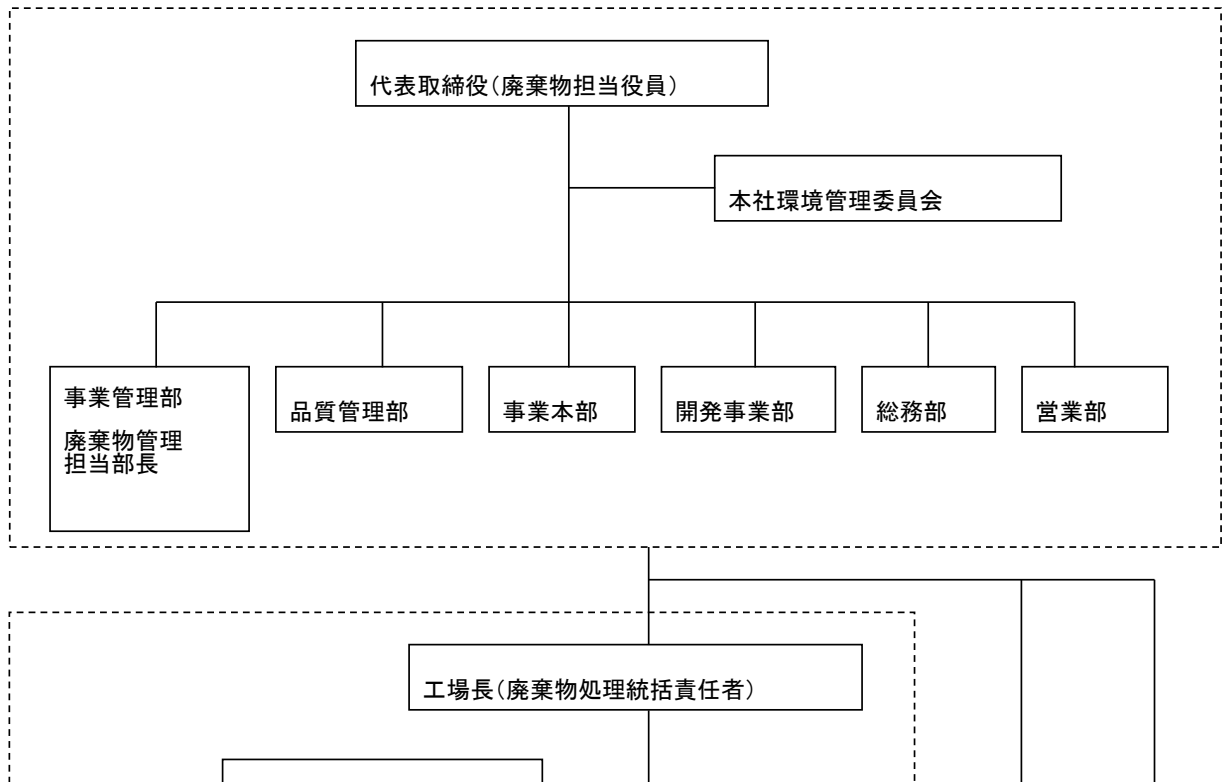 代表取締役(廃棄物担当役員)
本社環境管理委員会
事業管理部
廃棄物管理
担当部長
品質管理部
事業本部
開発事業部
総務部
営業部
工場長(廃棄物処理統括責任者)